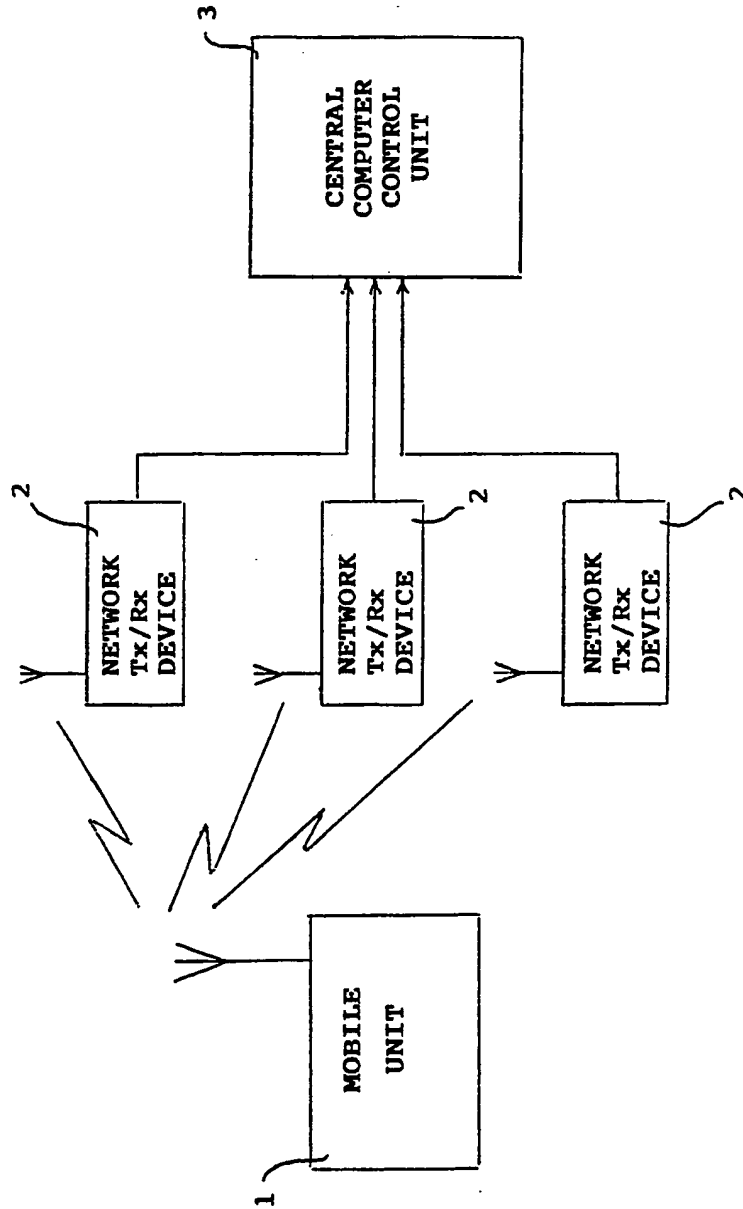 1
MOBILE
UNIT
2
NETWORK
Tx/Rx
DEVICE
2
NETWORK
Tx/Rx
DEVICE
2
NETWORK
Tx/Rx
DEVICE
3
CENTRAL
COMPUTER
CONTROL
UNIT